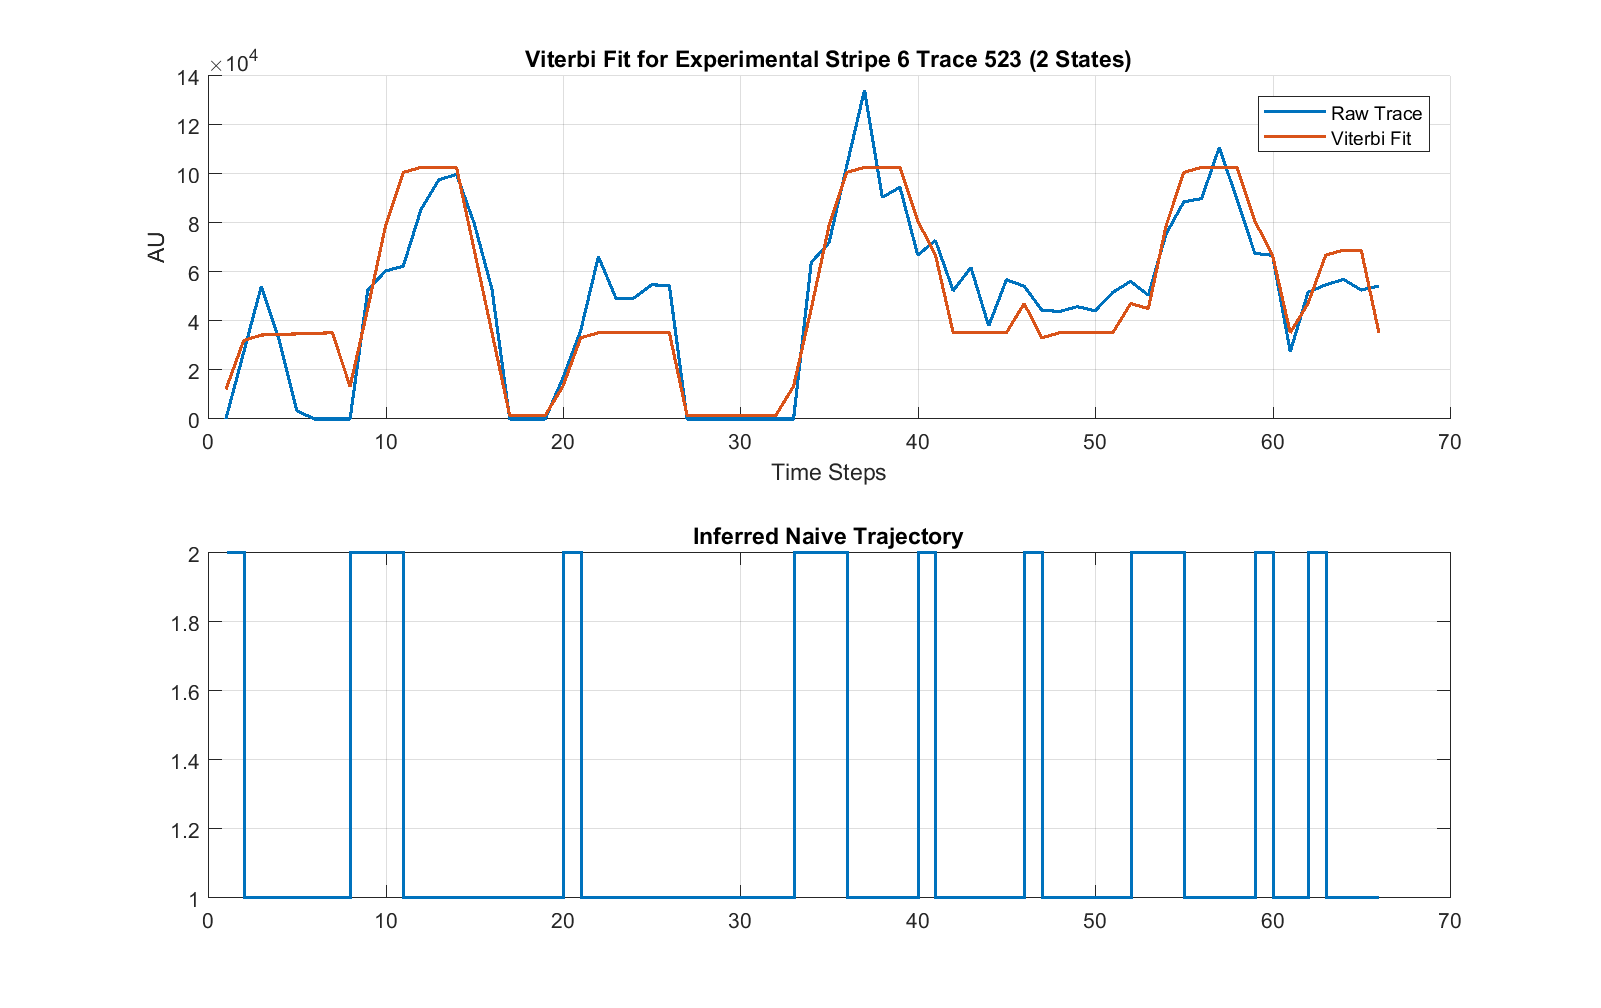 Viterbi Fit for Experimental Stripe 6 Trace 523 (2 States)
×10⁴
14
12
10
8
6
4
2
0
AU
Raw Trace
Viterbi Fit
0 10 20 30 40 50 60 70
Time Steps
Inferred Naive Trajectory
2
1.8
1.6
1.4
1.2
1
0 10 20 30 40 50 60 70